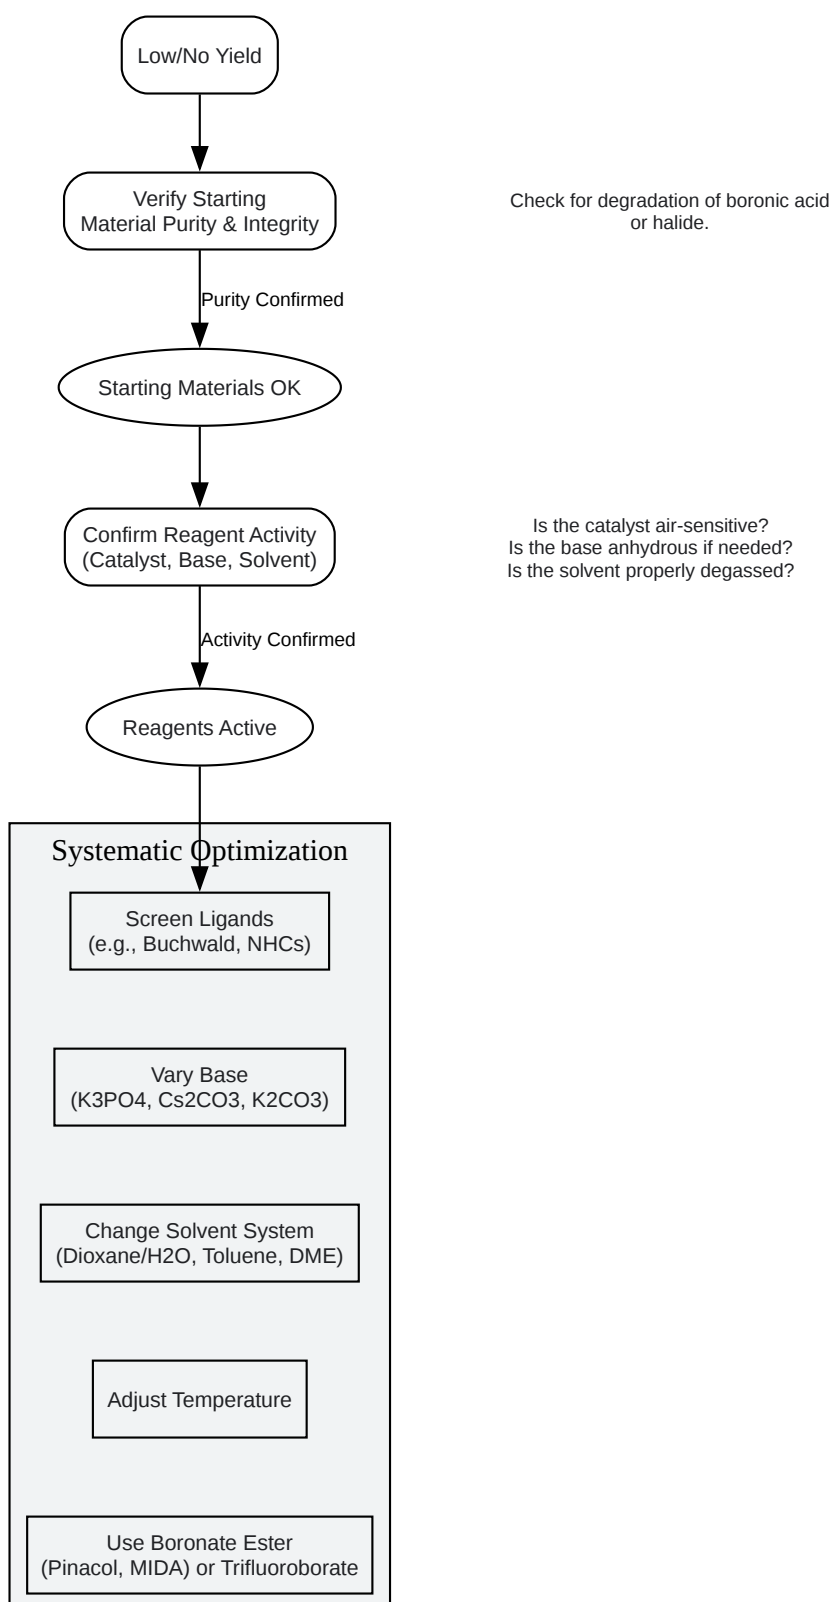 Low/No Yield
Verify Starting
Material Purity & Integrity
Check for degradation of boronic acid
or halide.
Purity Confirmed
Starting Materials OK
Confirm Reagent Activity
(Catalyst, Base, Solvent)
Is the catalyst air-sensitive?
Is the base anhydrous if needed?
Is the solvent properly degassed?
Activity Confirmed
Reagents Active
Systematic Optimization
Screen Ligands
(e.g., Buchwald, NHCs)
Vary Base
(K3PO4, Cs2CO3, K2CO3)
Change Solvent System
(Dioxane/H2O, Toluene, DME)
Adjust Temperature
Use Boronate Ester
(Pinacol, MIDA) or Trifluoroborate